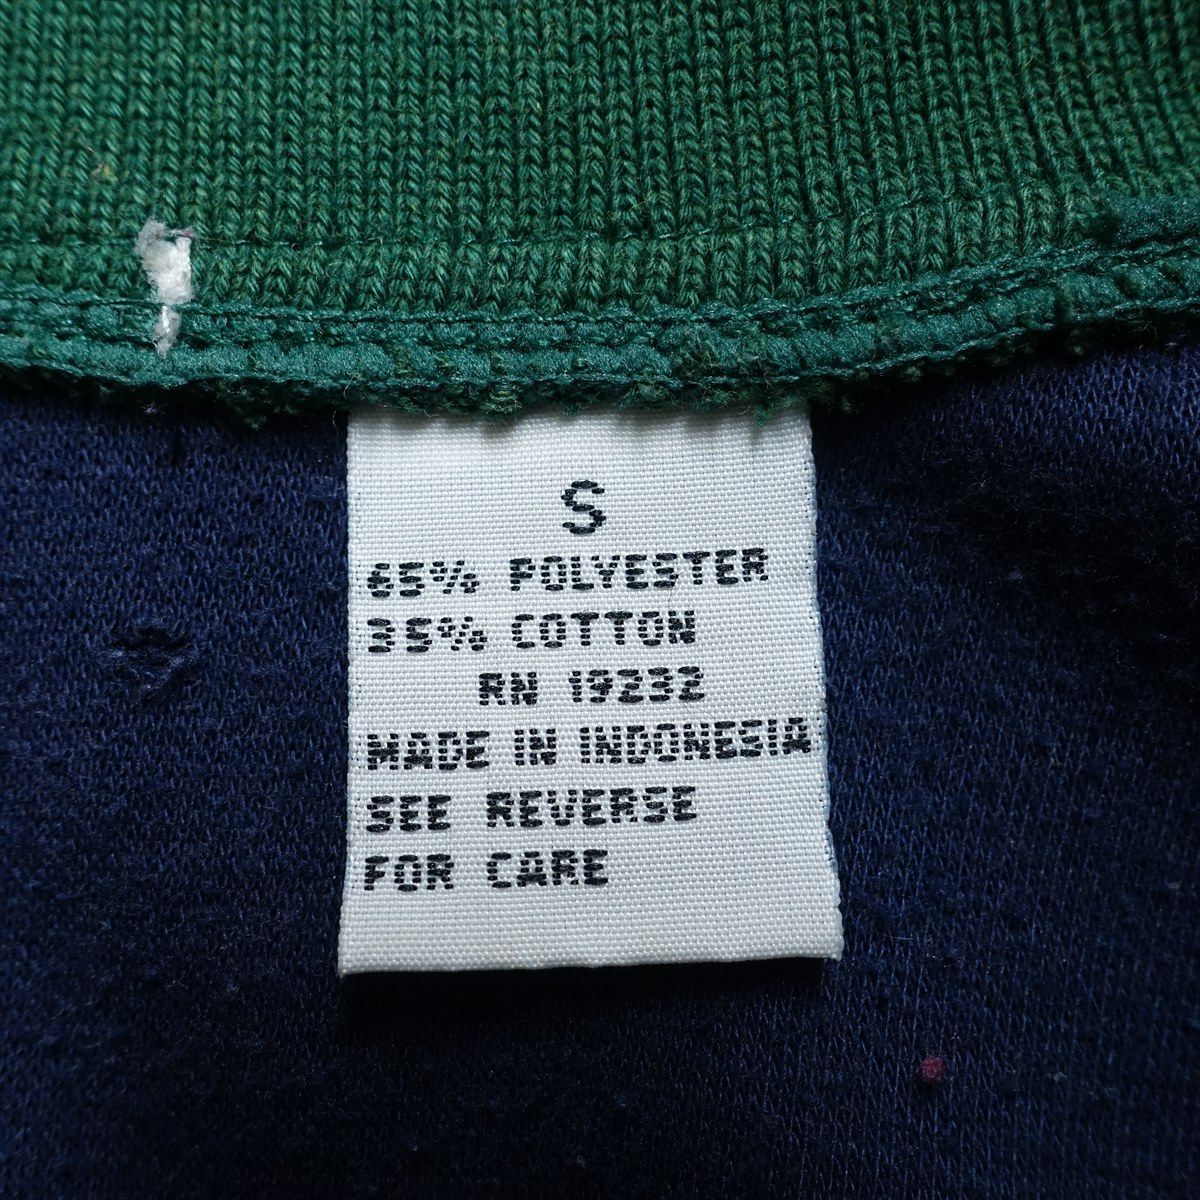 S
65% POLYESTER
35% COTTON
RN 19232
MADE IN INDONESIA
SEE REVERSE
FOR CARE